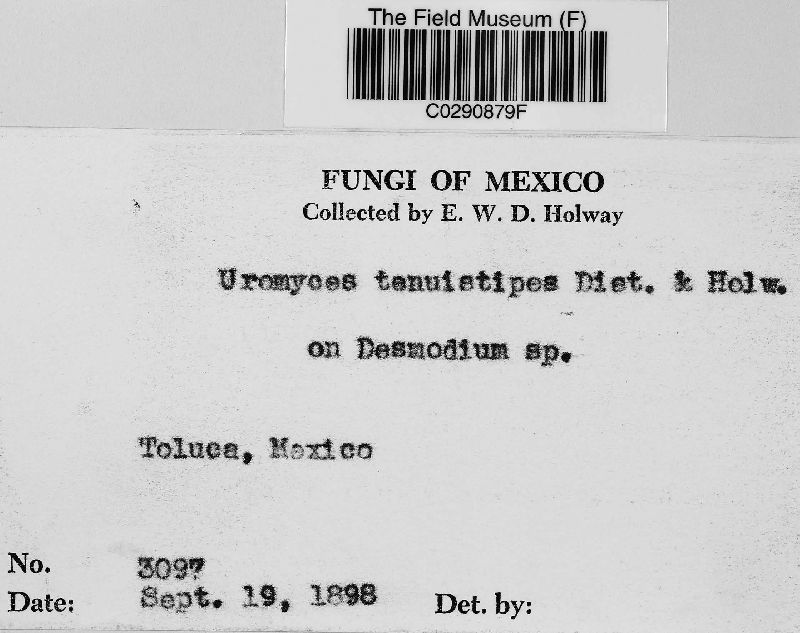 The Field Museum (F)
C0290879F
FUNGI OF MEXICO
Collected by E. W. D. Holway
Uromyces tenuistipes Diet. & Holw.
on Desmodium sp.
Toluca, Mexico
No. 3097
Date: Sept. 19, 1898 Det. by: